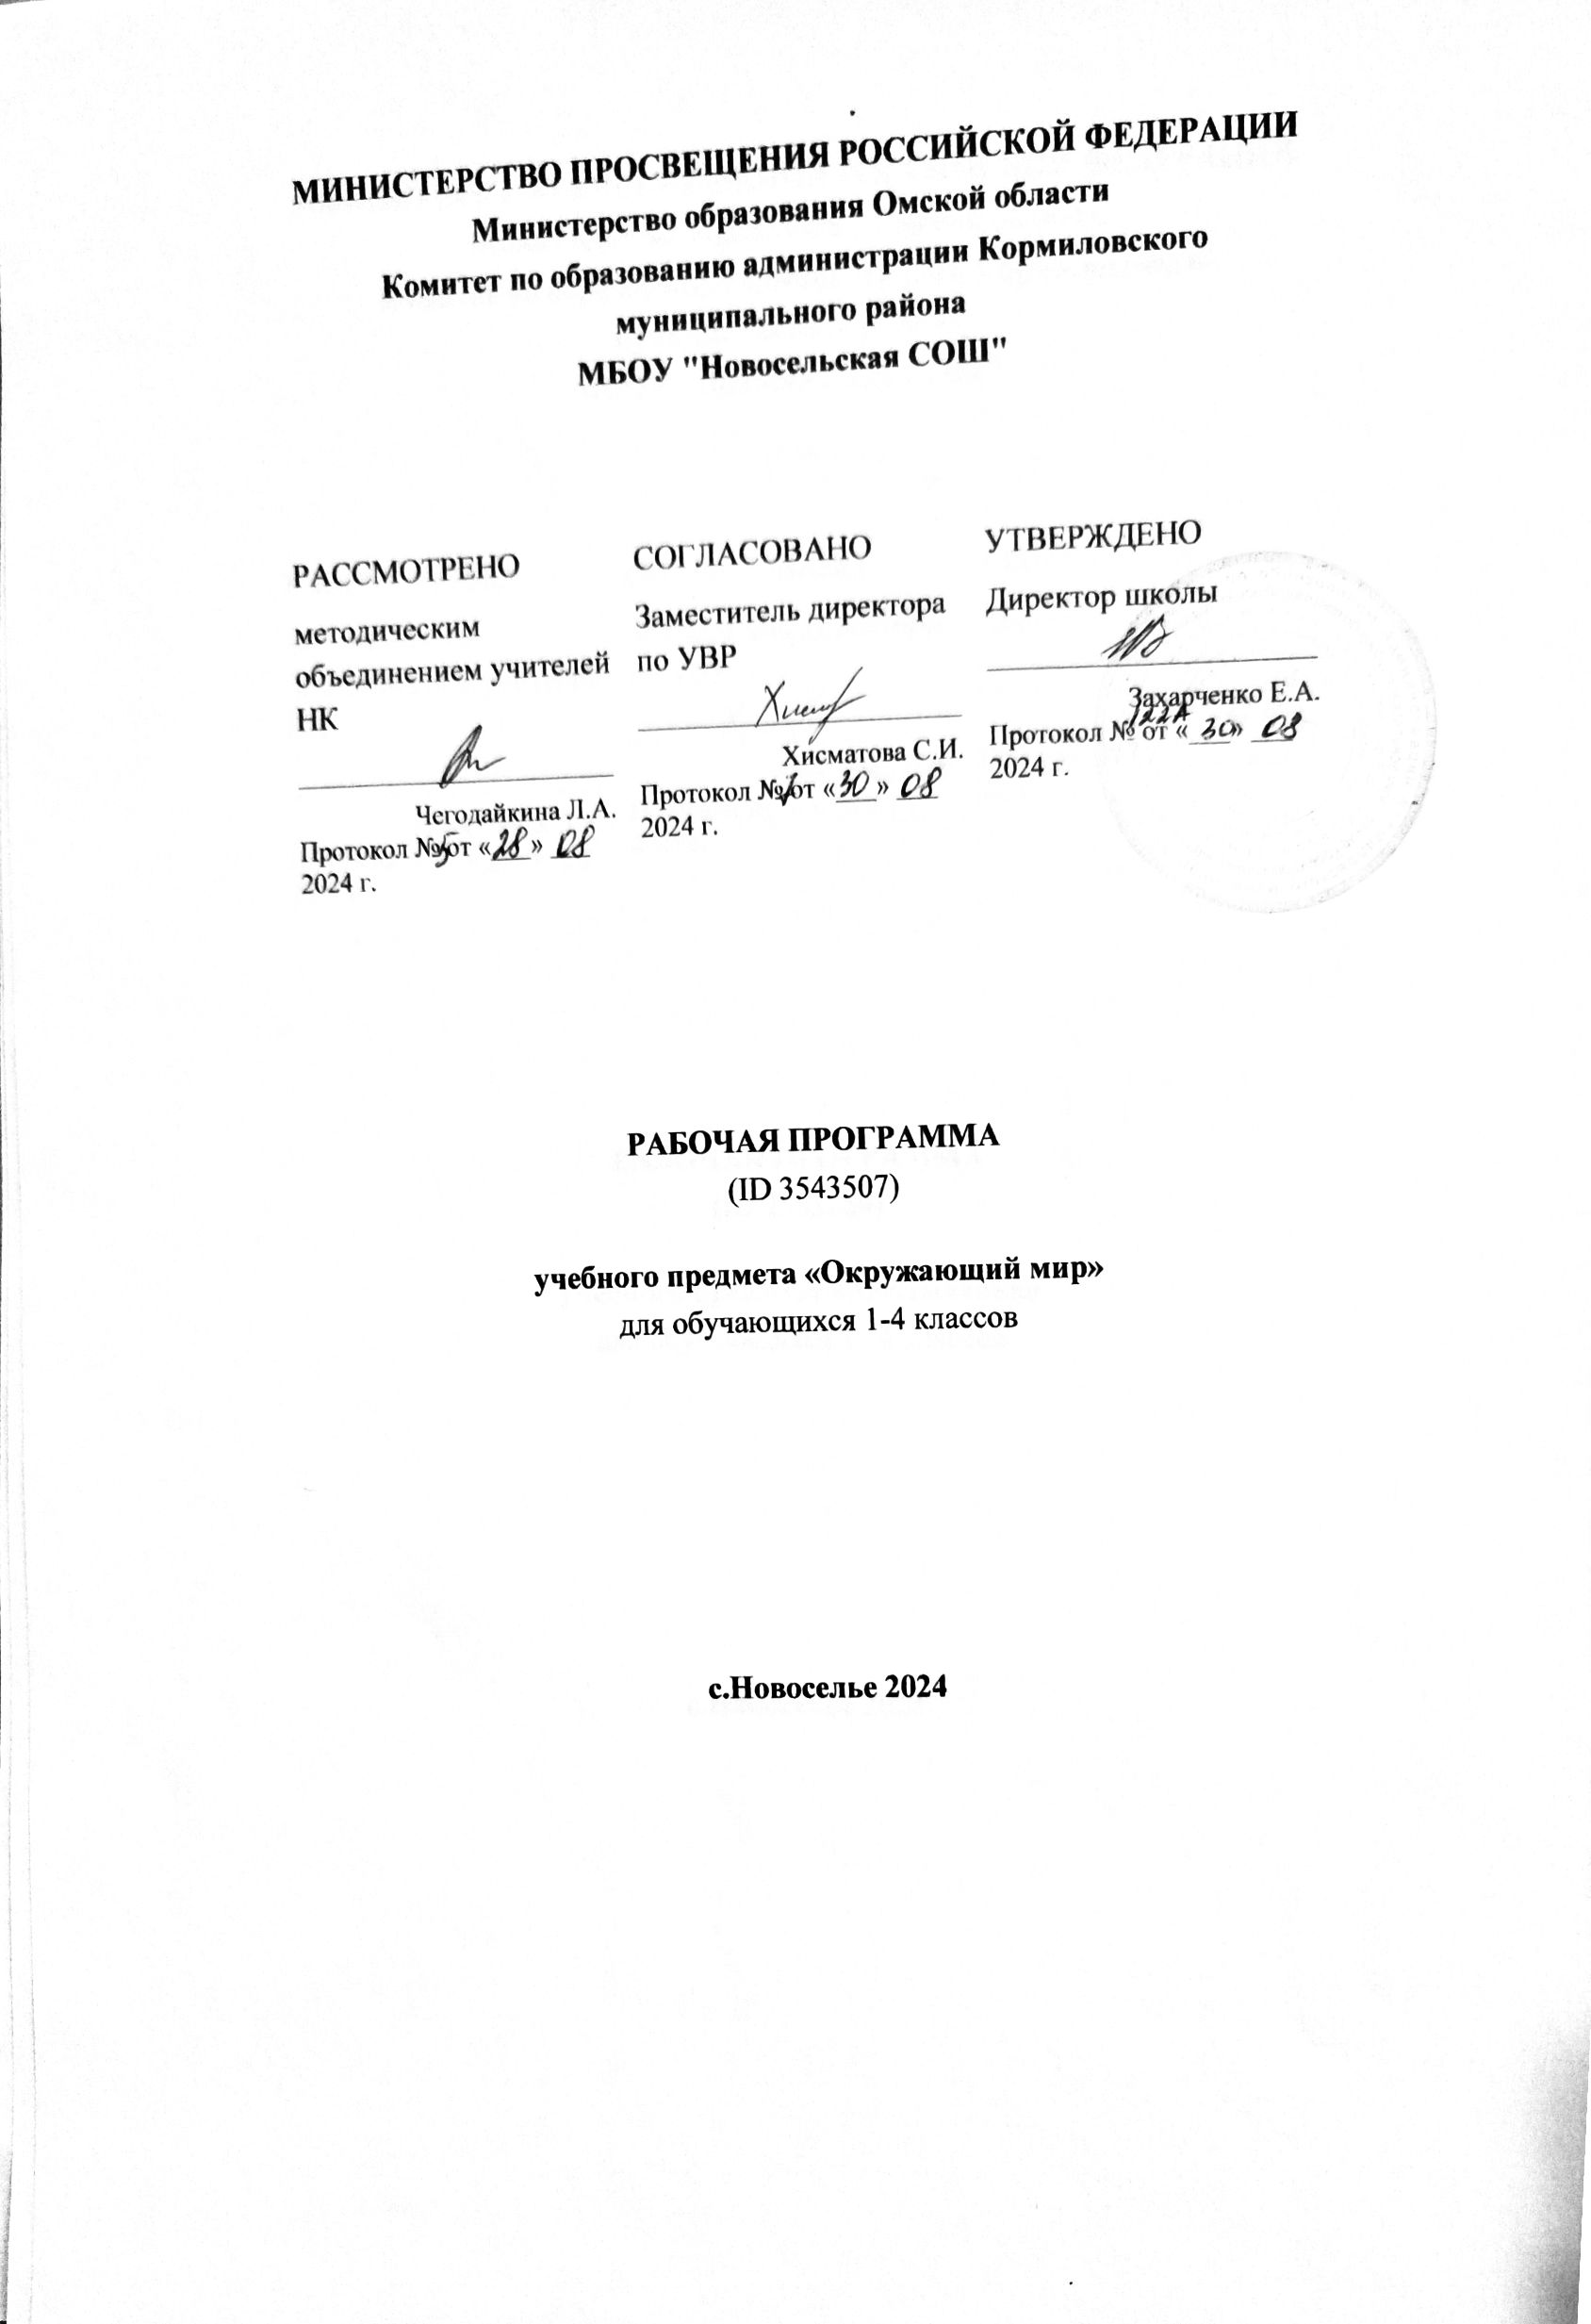 МИНИСТЕРСТВО ПРОСВЕЩЕНИЯ РОССИЙСКОЙ ФЕДЕРАЦИИ
Министерство образования Омской области
Комитет по образованию администрации Кормиловского
муниципального района
МБОУ "Новосельская СОШ"
РАССМОТРЕНО
методическим
объединением учителей
НК
Чегодайкина Л.А.
Протокол №5 от «28» 08
2024 г.
СОГЛАСОВАНО
Заместитель директора
по УВР
Хисматова С.И.
Протокол №1 от «30» 08
2024 г.
УТВЕРЖДЕНО
Директор школы
Захарченко Е.А.
Протокол № от «30» 08
2024 г.
РАБОЧАЯ ПРОГРАММА
(ID 3543507)
учебного предмета «Окружающий мир»
для обучающихся 1-4 классов
с.Новоселье 2024